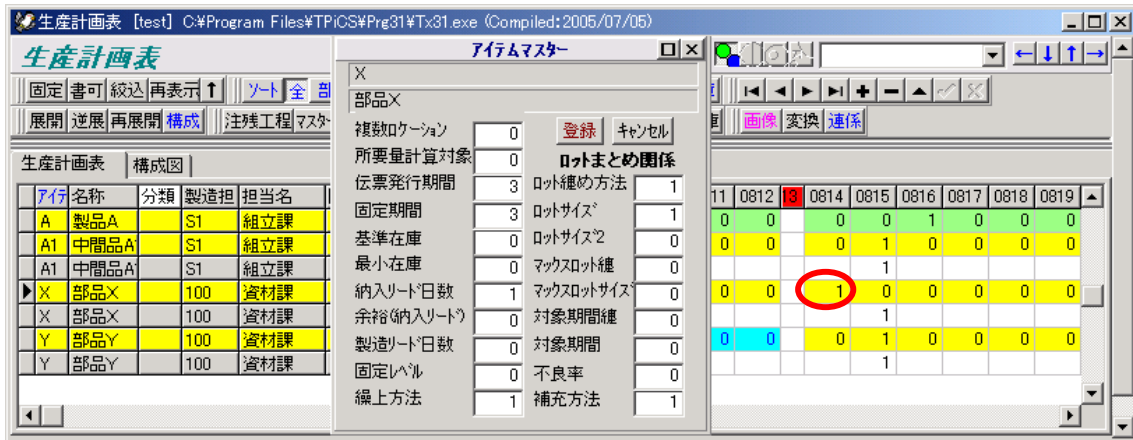 生産計画表 [test] C:¥Program Files¥TPiCS¥Prg31¥Tx31.exe (Compiled:2005/07/05)
生産計画表
固定 書可 絞込 再表示 ↑ ソート 全
展開 逆展 再展開 構成 注残工程 マスター 画像 変換 連係
生産計画表 構成図
アイテ 名称 分類 製造担 担当名 11 0812 13 0814 0815 0816 0817 0818 0819
A 製品A S1 組立課 0 0 0 0 1 0 0 0
A1 中間品A1 S1 組立課 0 0 0 1 0 0 0 0
A1 中間品A1 S1 組立課 1
X 部品X 100 資材課 0 0 1 0 0 0 0 0
X 部品X 100 資材課 1
Y 部品Y 100 資材課 0 0 0 1 0 0 0 0
Y 部品Y 100 資材課 1
アイテムマスター
X
部品X
登録 キャンセル
複数ロケーション 0
所要量計算対象 0
伝票発行期間 3
固定期間 3
基準在庫 0
最小在庫 0
納入リード日数 1
余裕(納入リード) 0
製造リード日数 0
固定レベル 0
繰上方法 1
ロットまとめ関係
ロット纏め方法 1
ロットサイズ 1
ロットサイズ2 0
マックスロット纏 0
マックスロットサイズ 0
対象期間纏 0
対象期間 0
不良率 0
補充方法 1